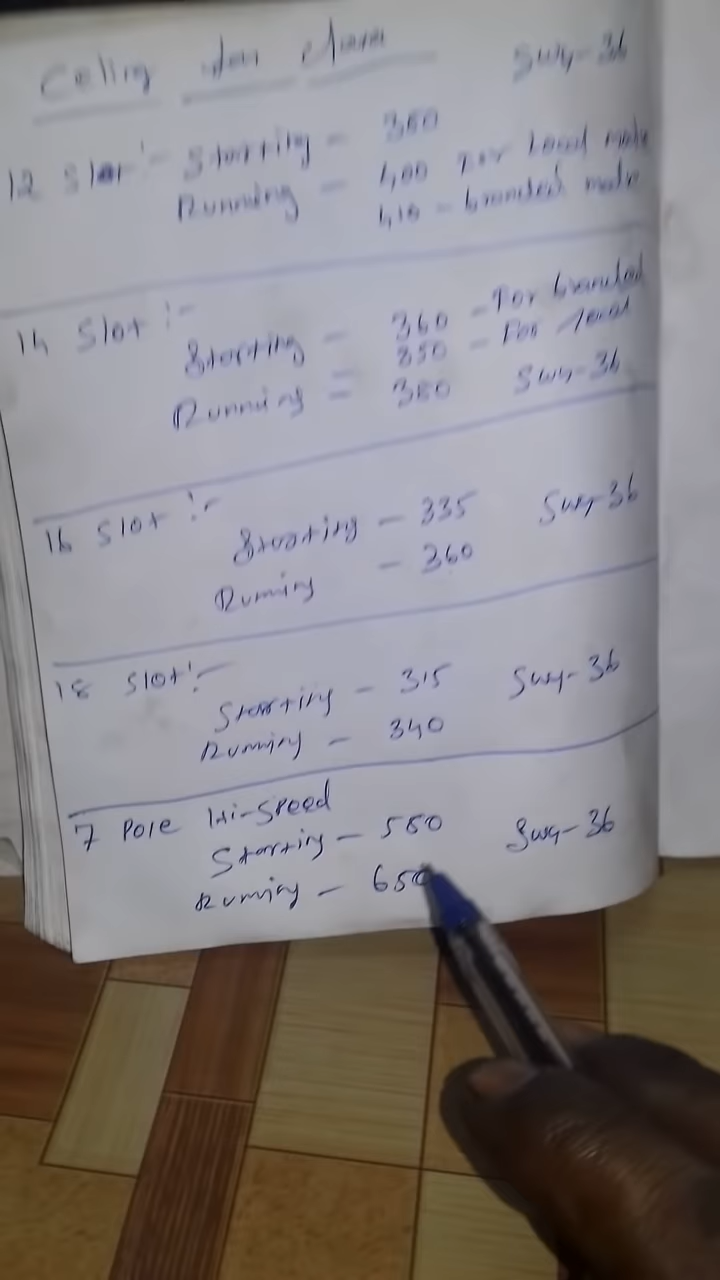 Celing fan
SWG-36
12 Slot :- Starting - 380
Running - 400 For Local make
410 - branded make
14 Slot :-
Starting - 360 - For branded
350 - For local
Running = 380 SWG-36
16 Slot :-
Starting - 335 SWG-36
Running - 360
18 Slot :-
Starting - 315 SWG-36
Running - 340
7 Pole Hi-Speed
Starting - 550 SWG-36
Running - 650